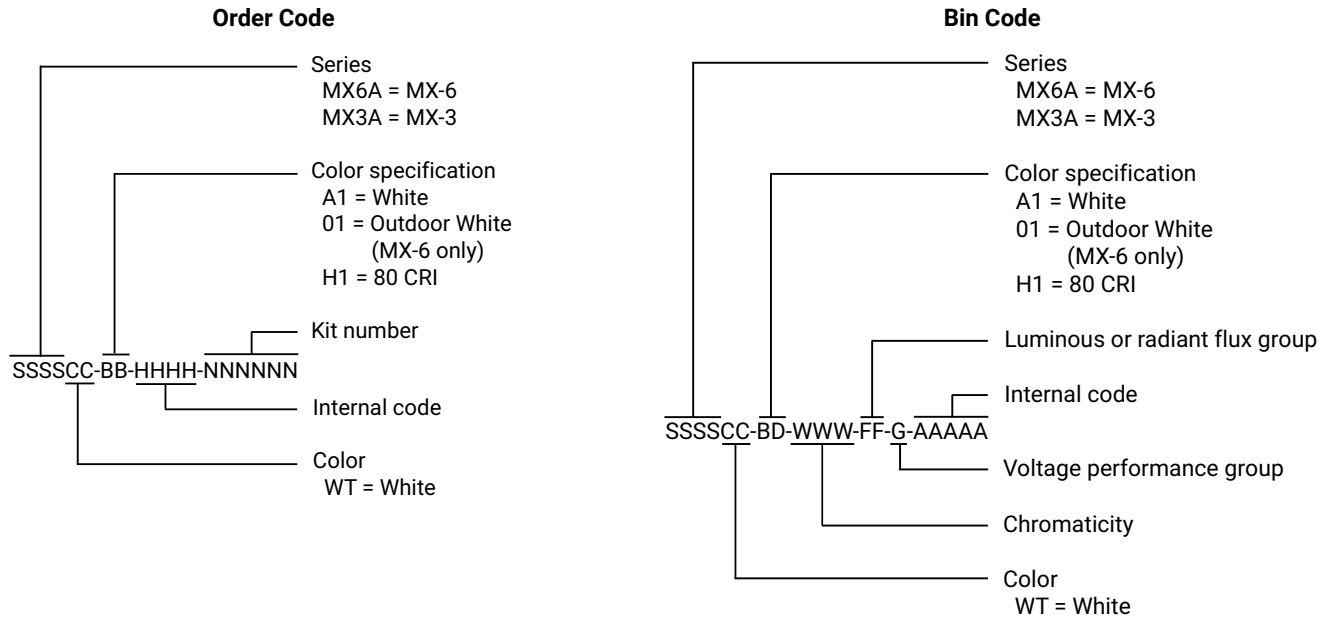 Order Code
Series
MX6A = MX-6
MX3A = MX-3
Color specification
A1 = White
01 = Outdoor White
(MX-6 only)
H1 = 80 CRI
Kit number
SSSSCC-BB-HHHH-NNNNNN
Internal code
Color
WT = White
Bin Code
Series
MX6A = MX-6
MX3A = MX-3
Color specification
A1 = White
01 = Outdoor White
(MX-6 only)
H1 = 80 CRI
Luminous or radiant flux group
Internal code
SSSSCC-BD-WWW-FF-G-AAAAA
Voltage performance group
Chromaticity
Color
WT = White